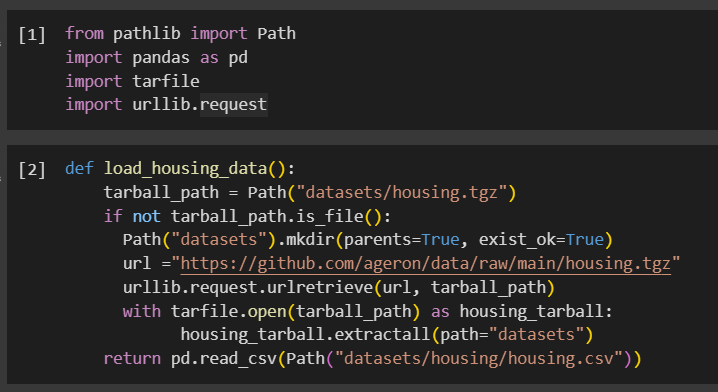 [1] from pathlib import Path
import pandas as pd
import tarfile
import urllib.request
[2] def load_housing_data():
tarball_path = Path("datasets/housing.tgz")
if not tarball_path.is_file():
Path("datasets").mkdir(parents=True, exist_ok=True)
url ="https://github.com/ageron/data/raw/main/housing.tgz"
urllib.request.urlretrieve(url, tarball_path)
with tarfile.open(tarball_path) as housing_tarball:
housing_tarball.extractall(path="datasets")
return pd.read_csv(Path("datasets/housing/housing.csv"))